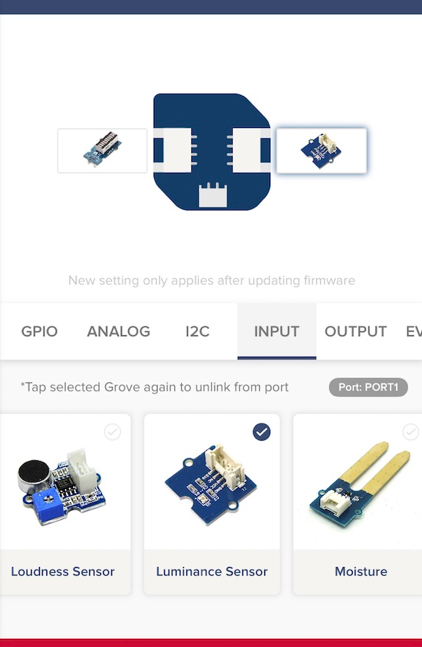 New setting only applies after updating firmware
GPIO ANALOG I2C INPUT OUTPUT EV
*Tap selected Grove again to unlink from port Port: PORT1
Loudness Sensor Luminance Sensor Moisture